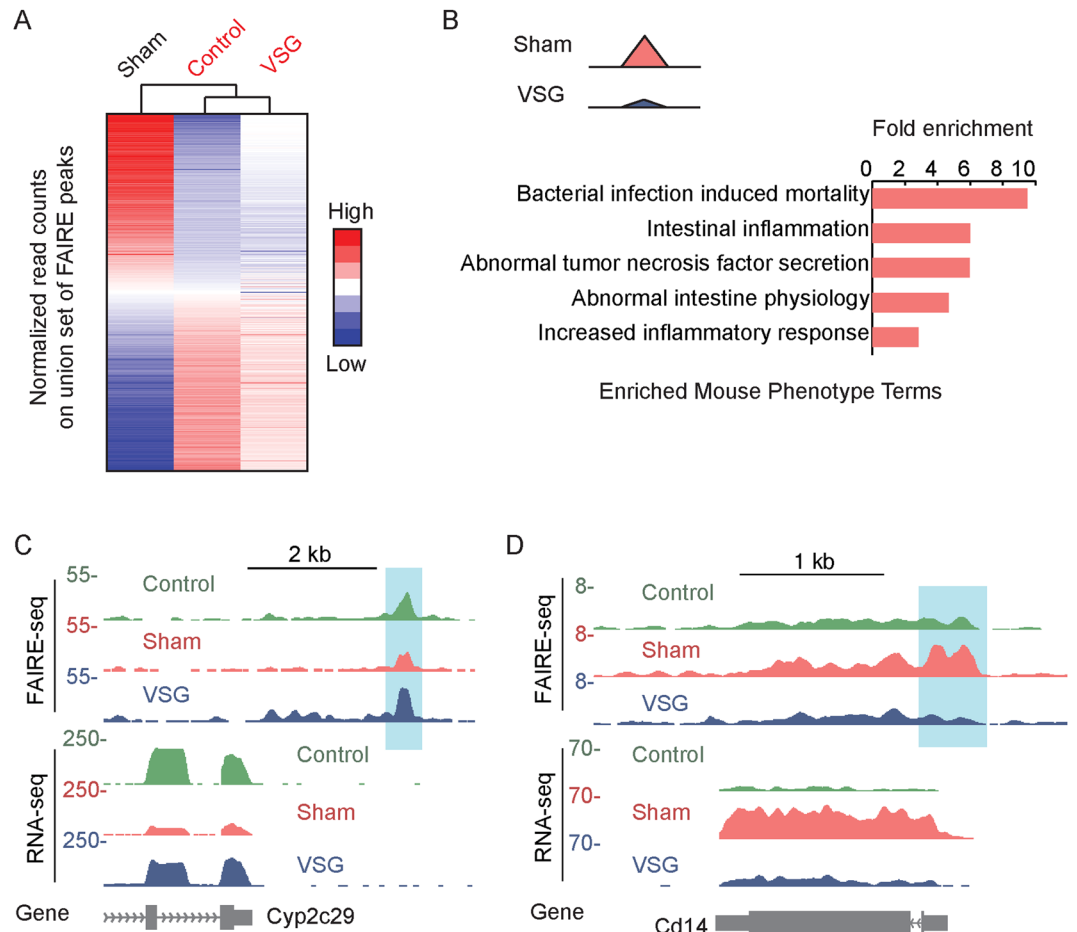 A
Sham
Control
VSG
Normalized read counts
on union set of FAIRE peaks
High
Low
B
Sham
VSG
Fold enrichment
0 2 4 6 8 10
Bacterial infection induced mortality
Intestinal inflammation
Abnormal tumor necrosis factor secretion
Abnormal intestine physiology
Increased inflammatory response
Enriched Mouse Phenotype Terms
C
2 kb
FAIRE-seq
55-
Control
55-
Sham
55-
VSG
RNA-seq
250-
Control
250-
Sham
250-
VSG
Gene
Cyp2c29
D
1 kb
FAIRE-seq
8-
Control
8-
Sham
8-
VSG
RNA-seq
70-
Control
70-
Sham
70-
VSG
Gene
Cd14